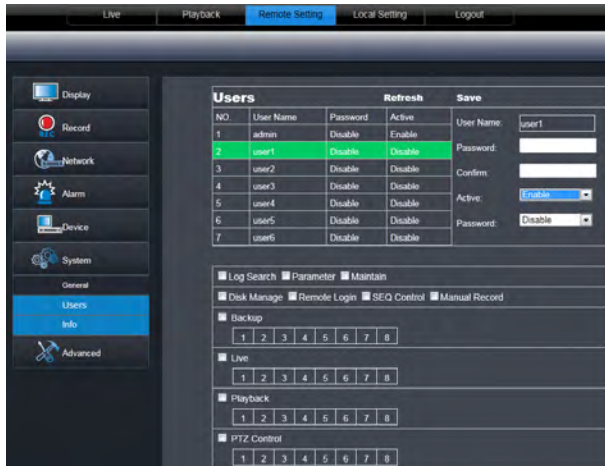 Live Playback Remote Setting Local Setting Logout
Display
Record
Network
Alarm
Device
System
General
Users
Info
Advanced
Users Refresh Save
NO. User Name Password Active
1 admin Disable Enable
2 user1 Disable Disable
3 user2 Disable Disable
4 user3 Disable Disable
5 user4 Disable Disable
6 user5 Disable Disable
7 user6 Disable Disable
User Name: user1
Password:
Confirm:
Active: Enable
Password: Disable
Log Search Parameter Maintain
Disk Manage Remote Login SEQ Control Manual Record
Backup
1 2 3 4 5 6 7 8
Live
1 2 3 4 5 6 7 8
Playback
1 2 3 4 5 6 7 8
PTZ Control
1 2 3 4 5 6 7 8